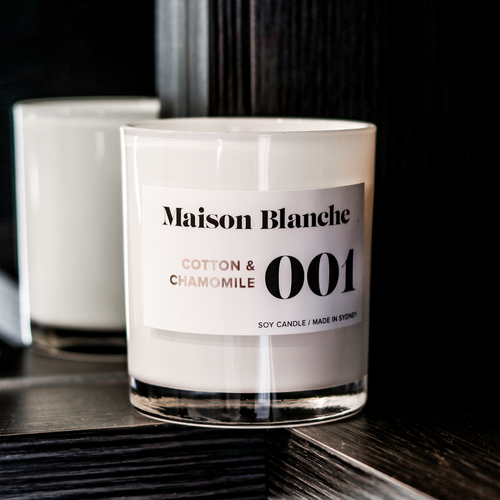 Maison Blanche
COTTON &
CHAMOMILE
001
SOY CANDLE / MADE IN SYDNEY